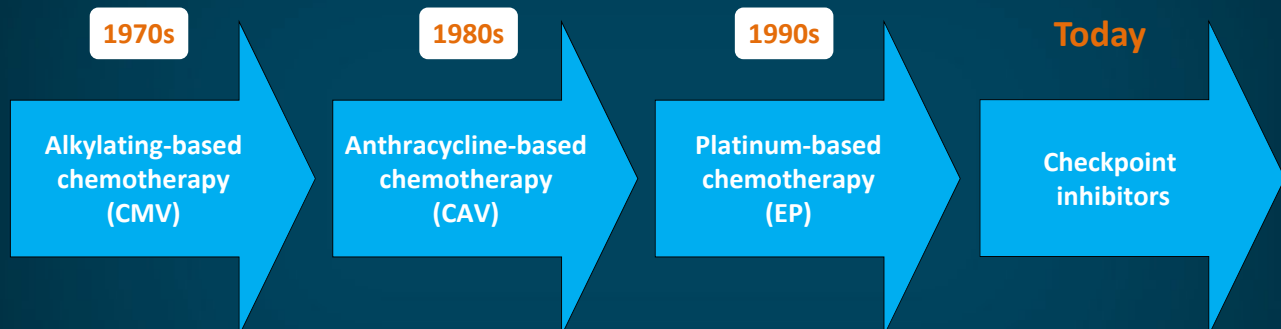 1970s
Alkylating-based
chemotherapy
(CMV)
1980s
Anthracycline-based
chemotherapy
(CAV)
1990s
Platinum-based
chemotherapy
(EP)
Today
Checkpoint
inhibitors